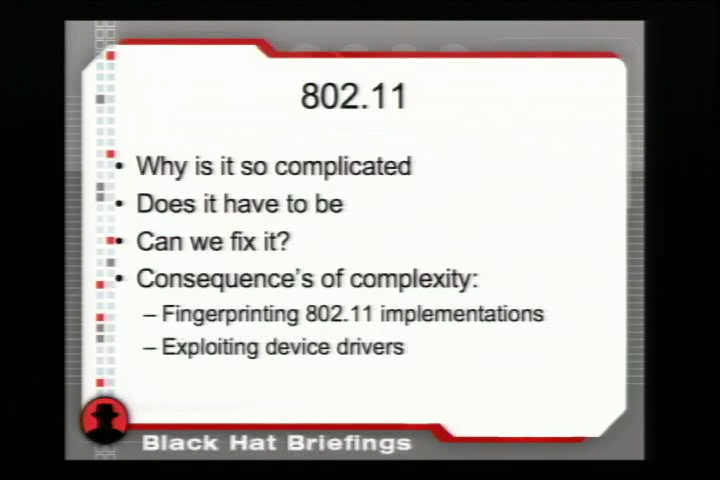 802.11
• Why is it so complicated
• Does it have to be
• Can we fix it?
• Consequence's of complexity:
– Fingerprinting 802.11 implementations
– Exploiting device drivers
Black Hat Briefings